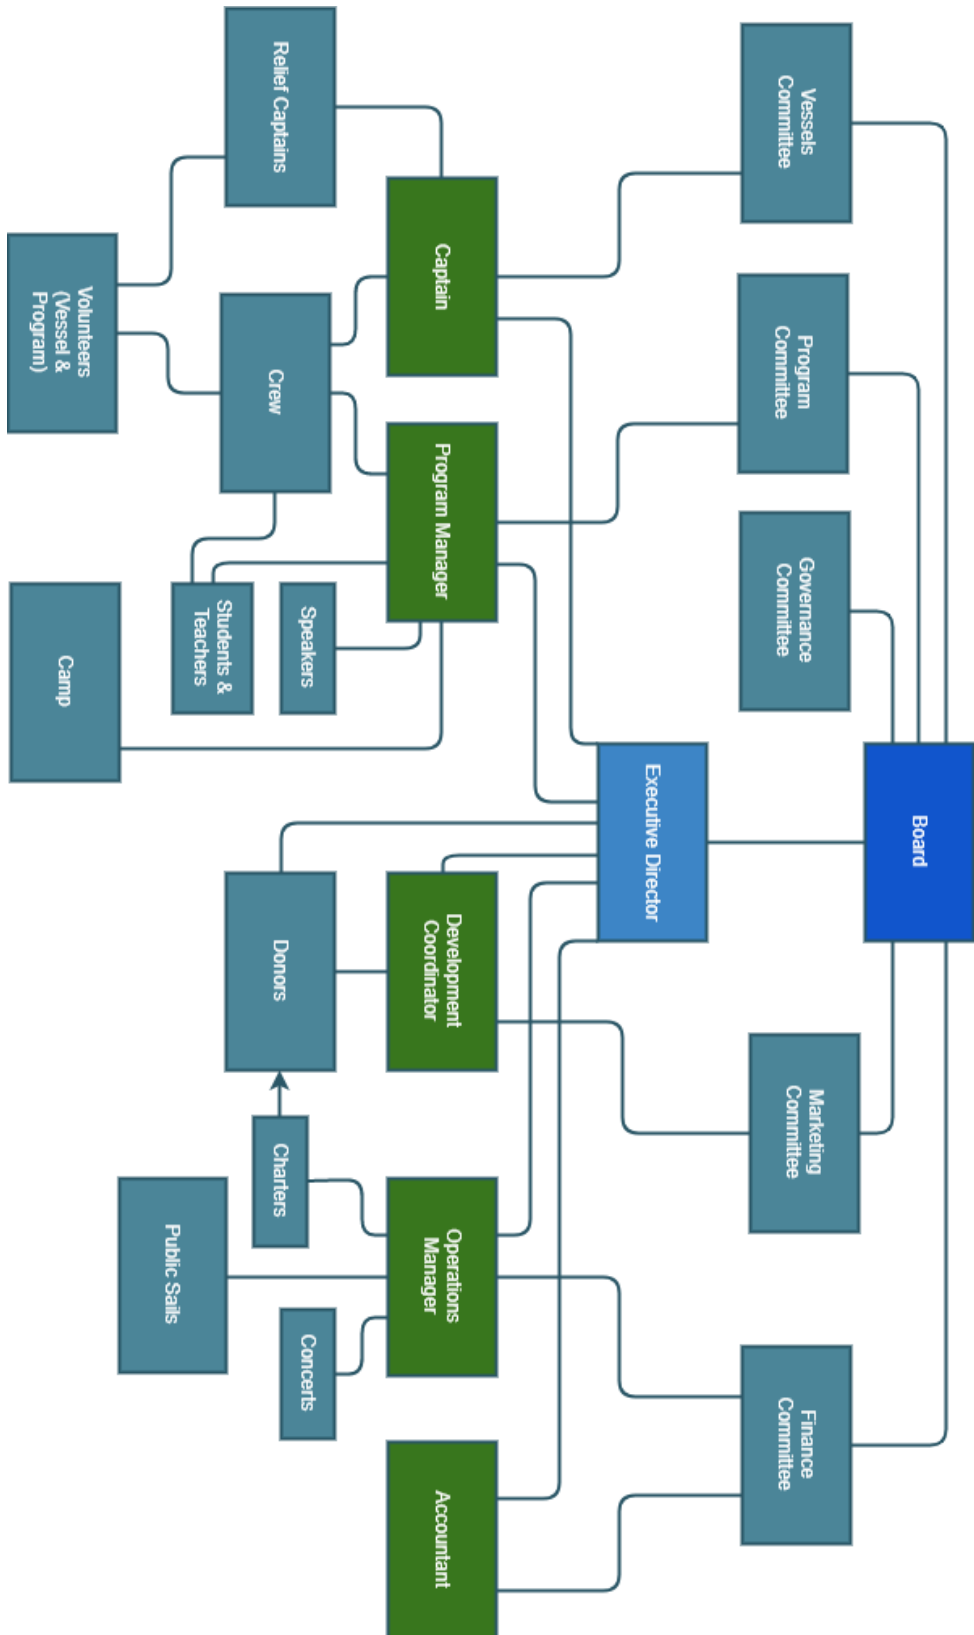 Board
Vessels
Committee
Program
Committee
Governance
Committee
Marketing
Committee
Finance
Committee
Executive Director
Captain
Program Manager
Development
Coordinator
Operations
Manager
Accountant
Relief Captains
Crew
Speakers
Students &
Teachers
Donors
Charters
Concerts
Public Sails
Volunteers
(Vessel &
Program)
Camp